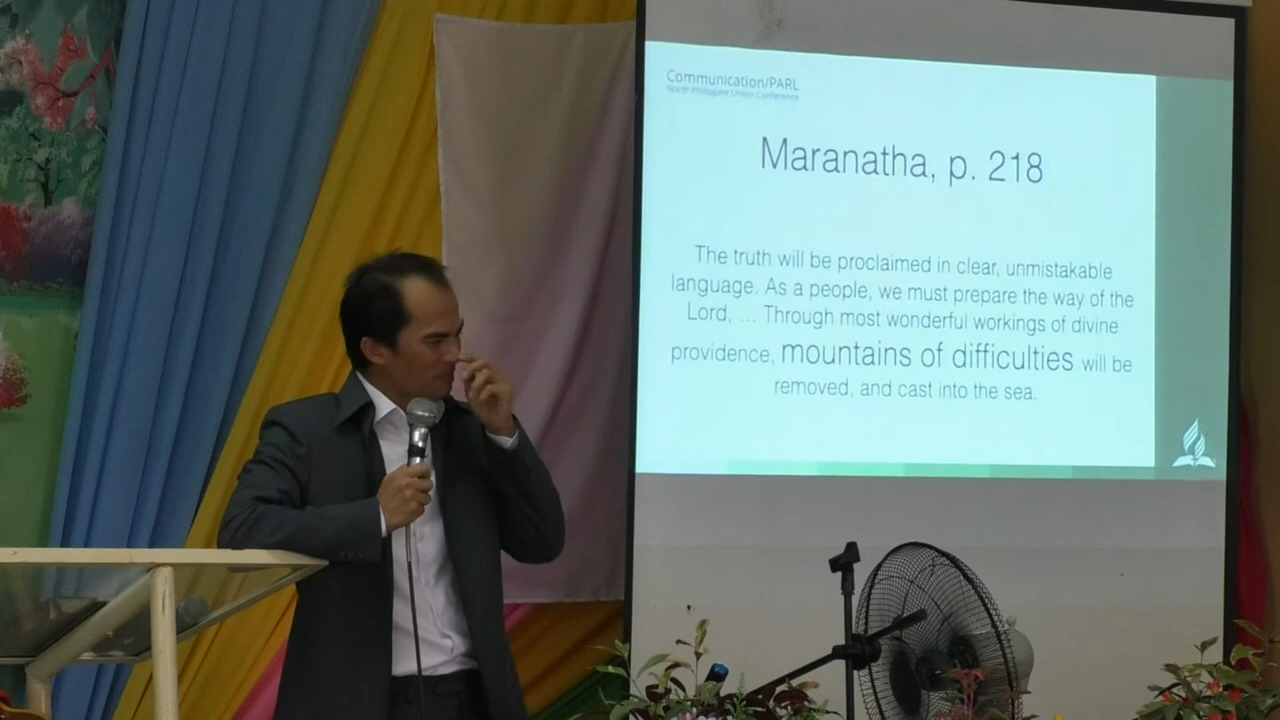 Communication/PARL
North Philippine Union Conference
Maranatha, p. 218
The truth will be proclaimed in clear, unmistakable
language. As a people, we must prepare the way of the
Lord, … Through most wonderful workings of divine
providence, mountains of difficulties will be
removed, and cast into the sea.